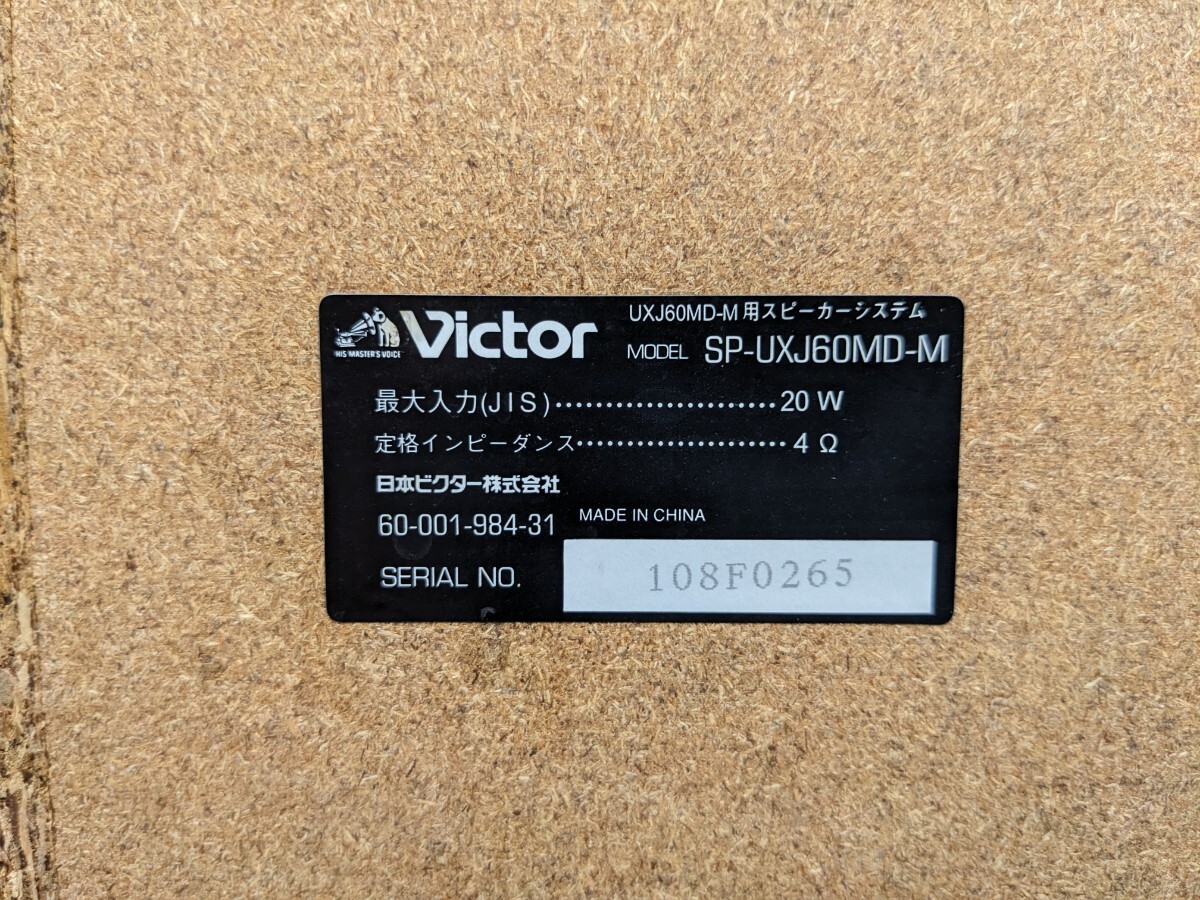 UXJ60MD-M用スピーカーシステム
HIS MASTER'S VOICE
Victor
MODEL SP-UXJ60MD-M
最大入力(JIS)······················20 W
定格インピーダンス·····················4 Ω
日本ビクター株式会社
60-001-984-31 MADE IN CHINA
SERIAL NO. 108F0265